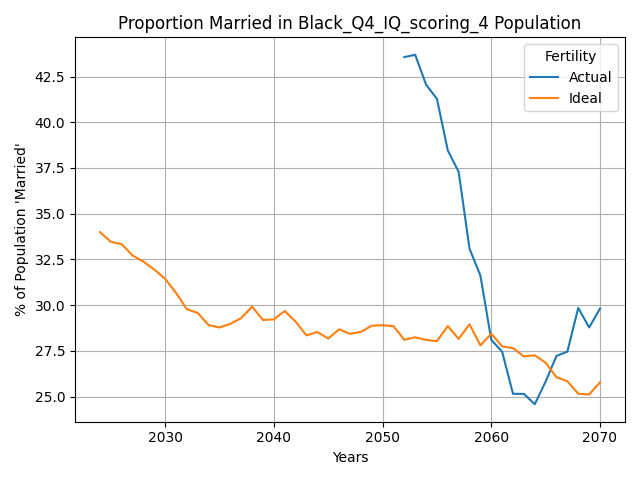 Proportion Married in Black_Q4_IQ_scoring_4 Population
Fertility
Actual
Ideal
% of Population 'Married'
42.5
40.0
37.5
35.0
32.5
30.0
27.5
25.0
2030
2040
2050
2060
2070
Years